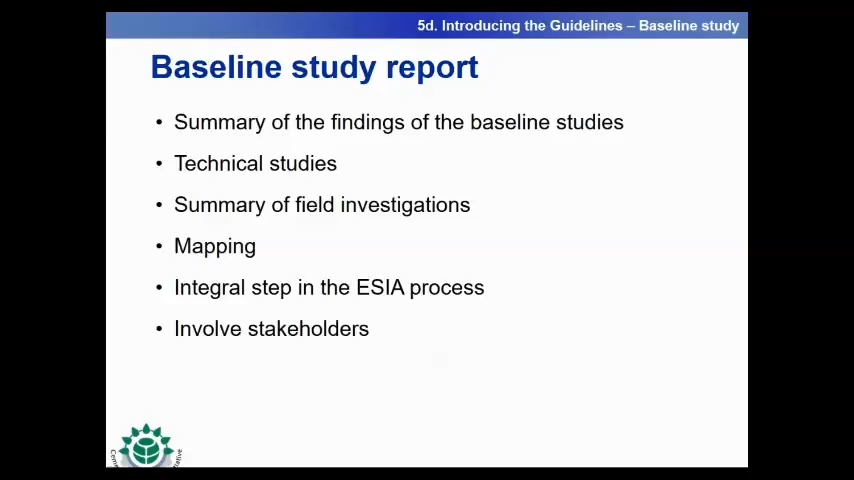 5d. Introducing the Guidelines – Baseline study
Baseline study report
• Summary of the findings of the baseline studies
• Technical studies
• Summary of field investigations
• Mapping
• Integral step in the ESIA process
• Involve stakeholders